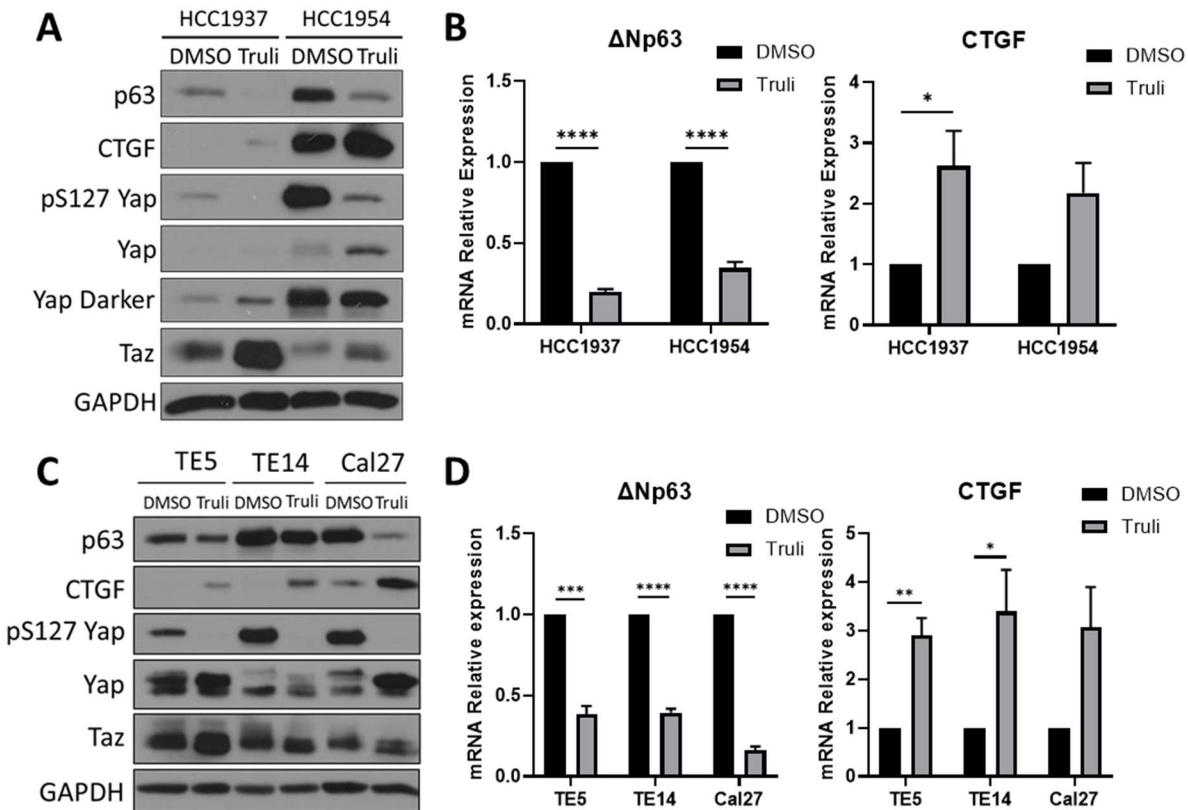 A
HCC1937 HCC1954
DMSO Truli DMSO Truli
p63
CTGF
pS127 Yap
Yap
Yap Darker
Taz
GAPDH
B
ΔNp63
DMSO
Truli
mRNA Relative Expression
1.5
1.0
0.5
0.0
**** ****
HCC1937 HCC1954
CTGF
DMSO
Truli
mRNA Relative Expression
4
3
2
1
0
*
HCC1937 HCC1954
C
TE5 TE14 Cal27
DMSO Truli DMSO Truli DMSO Truli
p63
CTGF
pS127 Yap
Yap
Taz
GAPDH
D
ΔNp63
DMSO
Truli
mRNA Relative expression
1.5
1.0
0.5
0.0
*** **** ****
TE5 TE14 Cal27
CTGF
DMSO
Truli
mRNA Relative Expression
5
4
3
2
1
0
** *
TE5 TE14 Cal27